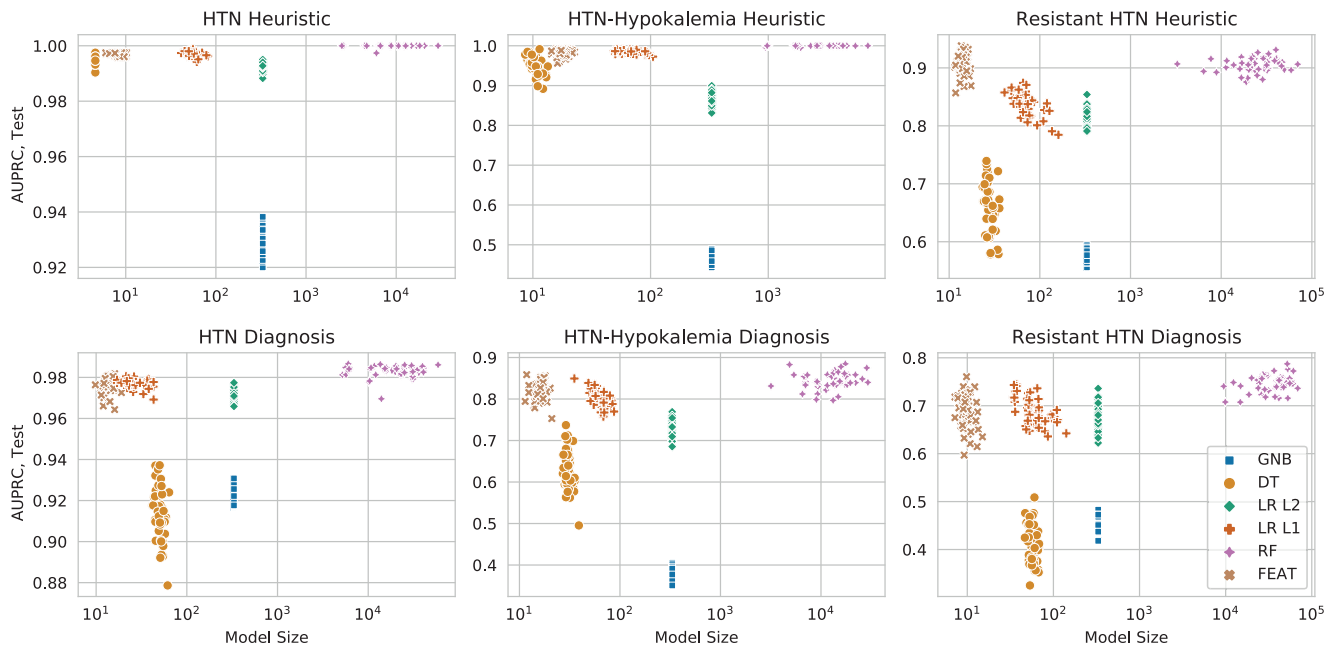 HTN Heuristic
HTN-Hypokalemia Heuristic
Resistant HTN Heuristic
AUPRC, Test
1.00
0.98
0.96
0.94
0.92
10¹ 10² 10³ 10⁴
1.0
0.9
0.8
0.7
0.6
0.5
10¹ 10² 10³
0.9
0.8
0.7
0.6
10¹ 10² 10³ 10⁴ 10⁵
HTN Diagnosis
HTN-Hypokalemia Diagnosis
Resistant HTN Diagnosis
AUPRC, Test
0.98
0.96
0.94
0.92
0.90
0.88
10¹ 10² 10³ 10⁴
Model Size
0.9
0.8
0.7
0.6
0.5
0.4
10¹ 10² 10³ 10⁴
Model Size
0.8
0.7
0.6
0.5
0.4
10¹ 10² 10³ 10⁴ 10⁵
Model Size
GNB
DT
LR L2
LR L1
RF
FEAT